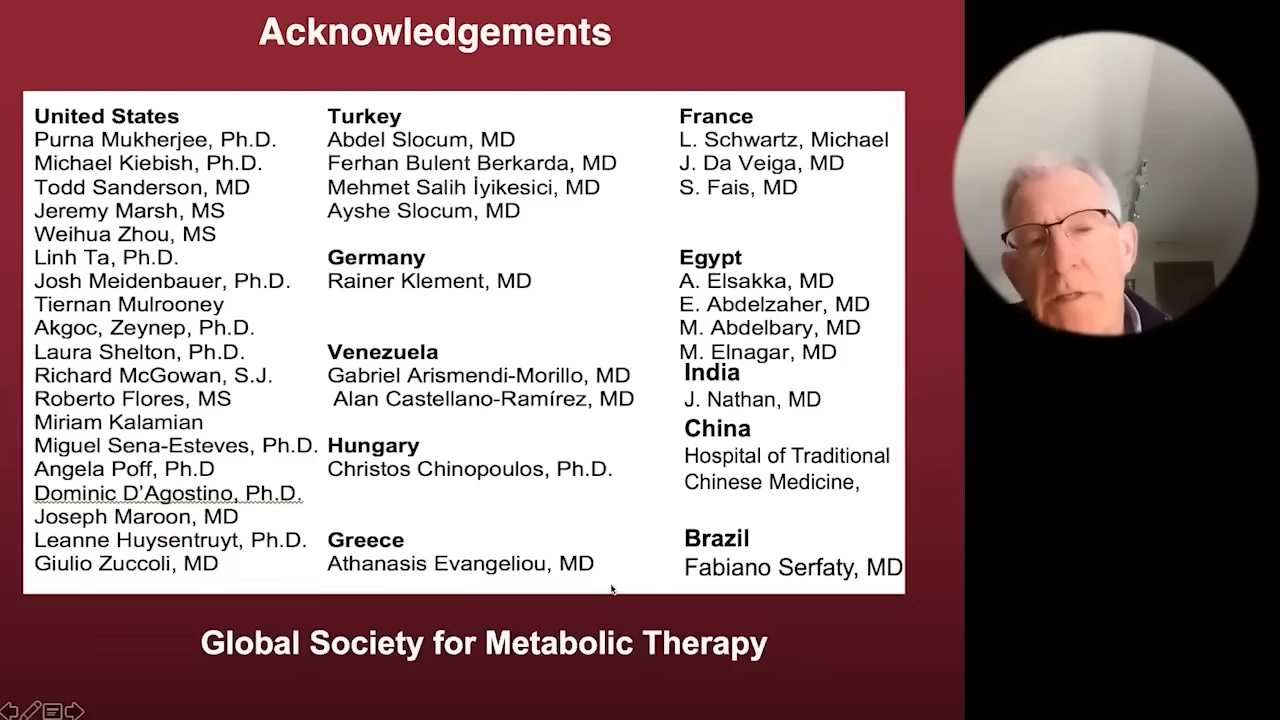 Acknowledgements
United States
Purna Mukherjee, Ph.D.
Michael Kiebish, Ph.D.
Todd Sanderson, MD
Jeremy Marsh, MS
Weihua Zhou, MS
Linh Ta, Ph.D.
Josh Meidenbauer, Ph.D.
Tiernan Mulrooney
Akgoc, Zeynep, Ph.D.
Laura Shelton, Ph.D.
Richard McGowan, S.J.
Roberto Flores, MS
Miriam Kalamian
Miguel Sena-Esteves, Ph.D.
Angela Poff, Ph.D
Dominic D’Agostino, Ph.D.
Joseph Maroon, MD
Leanne Huysentruyt, Ph.D.
Giulio Zuccoli, MD
Turkey
Abdel Slocum, MD
Ferhan Bulent Berkarda, MD
Mehmet Salih İyikesici, MD
Ayshe Slocum, MD
Germany
Rainer Klement, MD
Venezuela
Gabriel Arismendi-Morillo, MD
Alan Castellano-Ramírez, MD
Hungary
Christos Chinopoulos, Ph.D.
Greece
Athanasis Evangeliou, MD
France
L. Schwartz, Michael
J. Da Veiga, MD
S. Fais, MD
Egypt
A. Elsakka, MD
E. Abdelzaher, MD
M. Abdelbary, MD
M. Elnagar, MD
India
J. Nathan, MD
China
Hospital of Traditional
Chinese Medicine,
Brazil
Fabiano Serfaty, MD
Global Society for Metabolic Therapy